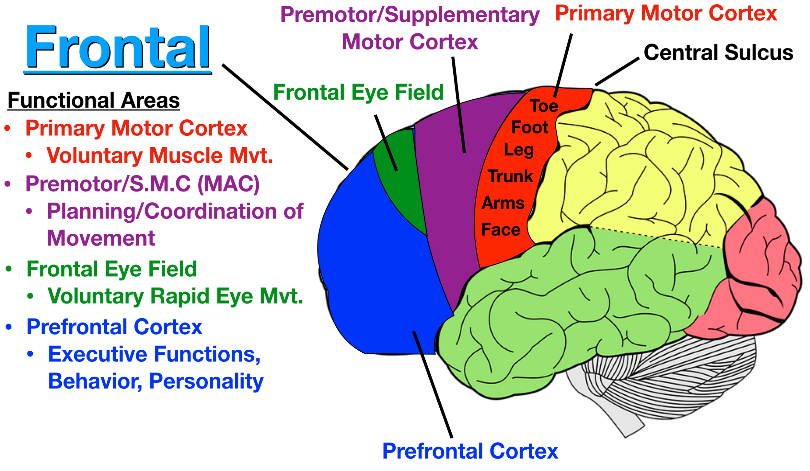 Frontal
Functional Areas
• Primary Motor Cortex
• Voluntary Muscle Mvt.
• Premotor/S.M.C (MAC)
• Planning/Coordination of
Movement
• Frontal Eye Field
• Voluntary Rapid Eye Mvt.
• Prefrontal Cortex
• Executive Functions,
Behavior, Personality
Premotor/Supplementary
Motor Cortex
Primary Motor Cortex
Central Sulcus
Frontal Eye Field
Toe
Foot
Leg
Trunk
Arms
Face
Prefrontal Cortex